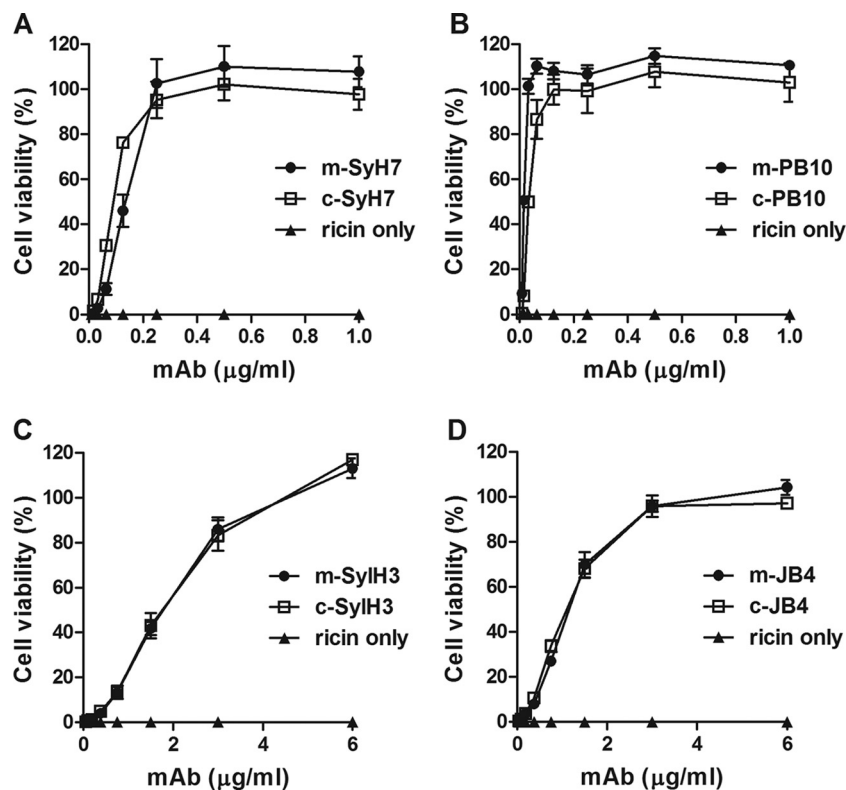 A
Cell viability (%)
120
100
80
60
40
20
0
0.0 0.2 0.4 0.6 0.8 1.0
mAb (μg/ml)
m-SyH7
c-SyH7
ricin only
B
Cell viability (%)
120
100
80
60
40
20
0
0.0 0.2 0.4 0.6 0.8 1.0
mAb (μg/ml)
m-PB10
c-PB10
ricin only
C
Cell viability (%)
120
100
80
60
40
20
0
0 2 4 6
mAb (μg/ml)
m-SylH3
c-SylH3
ricin only
D
Cell viability (%)
120
100
80
60
40
20
0
0 2 4 6
mAb (μg/ml)
m-JB4
c-JB4
ricin only